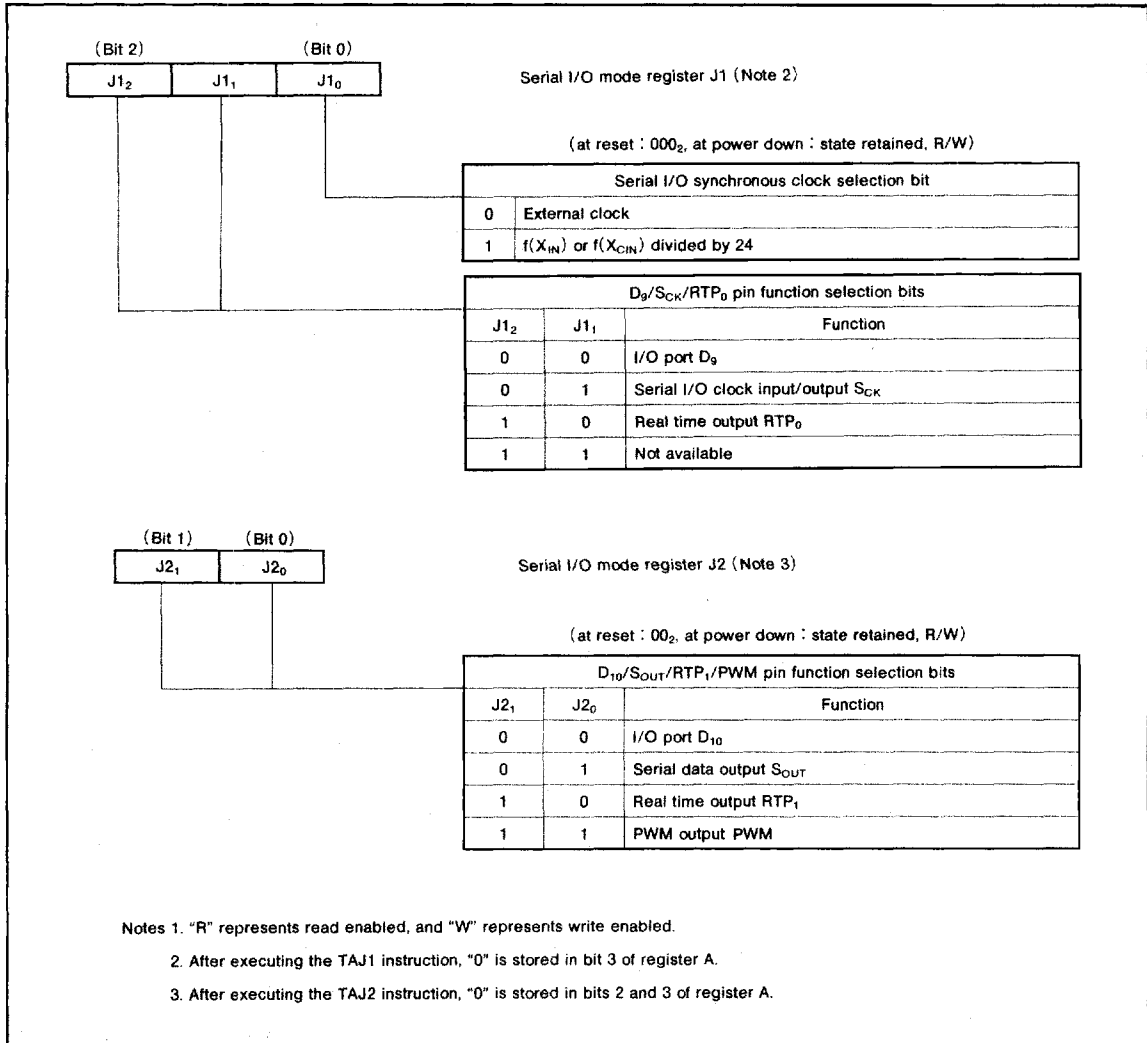 (Bit 2) (Bit 0)
J1₂ J1₁ J1₀ Serial I/O mode register J1 (Note 2)
(at reset : 000₂, at power down : state retained, R/W)
Serial I/O synchronous clock selection bit
0 External clock
1 f(X_IN) or f(X_CIN) divided by 24
D₉/S_CK/RTP₀ pin function selection bits
J1₂ J1₁ Function
0 0 I/O port D₉
0 1 Serial I/O clock input/output S_CK
1 0 Real time output RTP₀
1 1 Not available
(Bit 1) (Bit 0)
J2₁ J2₀ Serial I/O mode register J2 (Note 3)
(at reset : 00₂, at power down : state retained, R/W)
D₁₀/S_OUT/RTP₁/PWM pin function selection bits
J2₁ J2₀ Function
0 0 I/O port D₁₀
0 1 Serial data output S_OUT
1 0 Real time output RTP₁
1 1 PWM output PWM
Notes 1. "R" represents read enabled, and "W" represents write enabled.
2. After executing the TAJ1 instruction, "0" is stored in bit 3 of register A.
3. After executing the TAJ2 instruction, "0" is stored in bits 2 and 3 of register A.